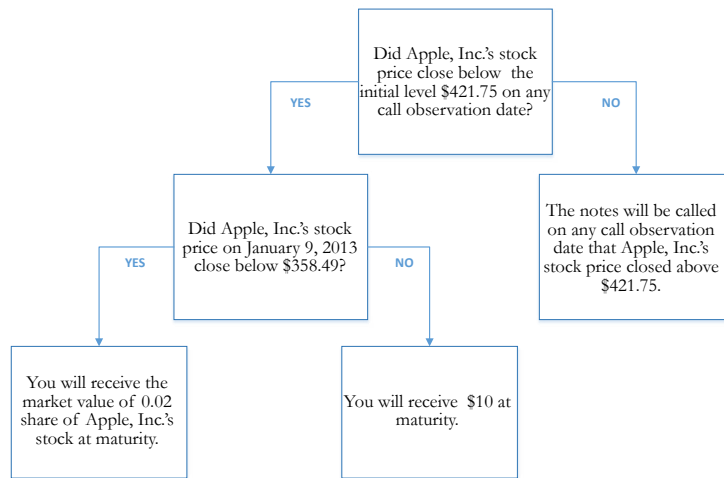 Did Apple, Inc.'s stock
price close below the
initial level $421.75 on any
call observation date?
YES
NO
Did Apple, Inc.'s stock
price on January 9, 2013
close below $358.49?
The notes will be called
on any call observation
date that Apple, Inc.'s
stock price closed above
$421.75.
YES
NO
You will receive the
market value of 0.02
share of Apple, Inc.'s
stock at maturity.
You will receive $10 at
maturity.